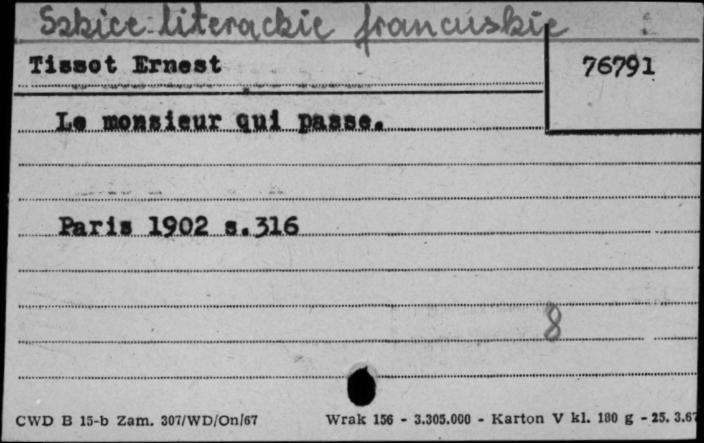 Szkice literackie francuskie
Tissot Ernest
76791
Le monsieur qui passe.
Paris 1902 s.316
8
CWD B 15-b Zam. 307/WD/On/67 Wrak 156 - 3.305.000 - Karton V kl. 180 g - 25. 3.67